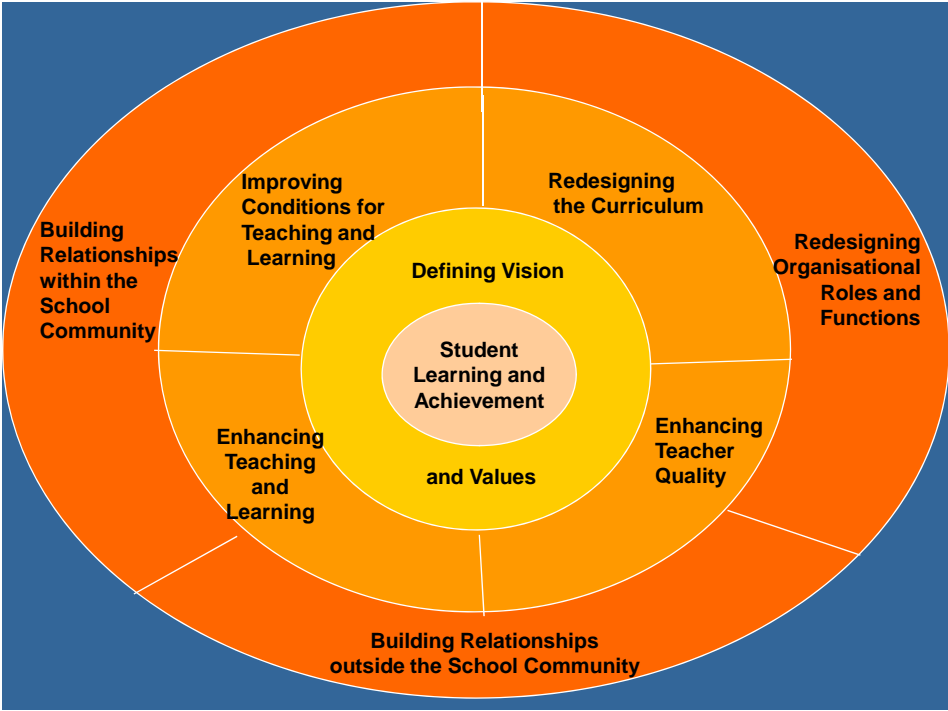 Improving
Conditions for
Teaching and
Learning
Redesigning
the Curriculum
Building
Relationships
within the
School
Community
Redesigning
Organisational
Roles and
Functions
Defining Vision
Student
Learning and
Achievement
and Values
Enhancing
Teaching
and
Learning
Enhancing
Teacher
Quality
Building Relationships
outside the School Community